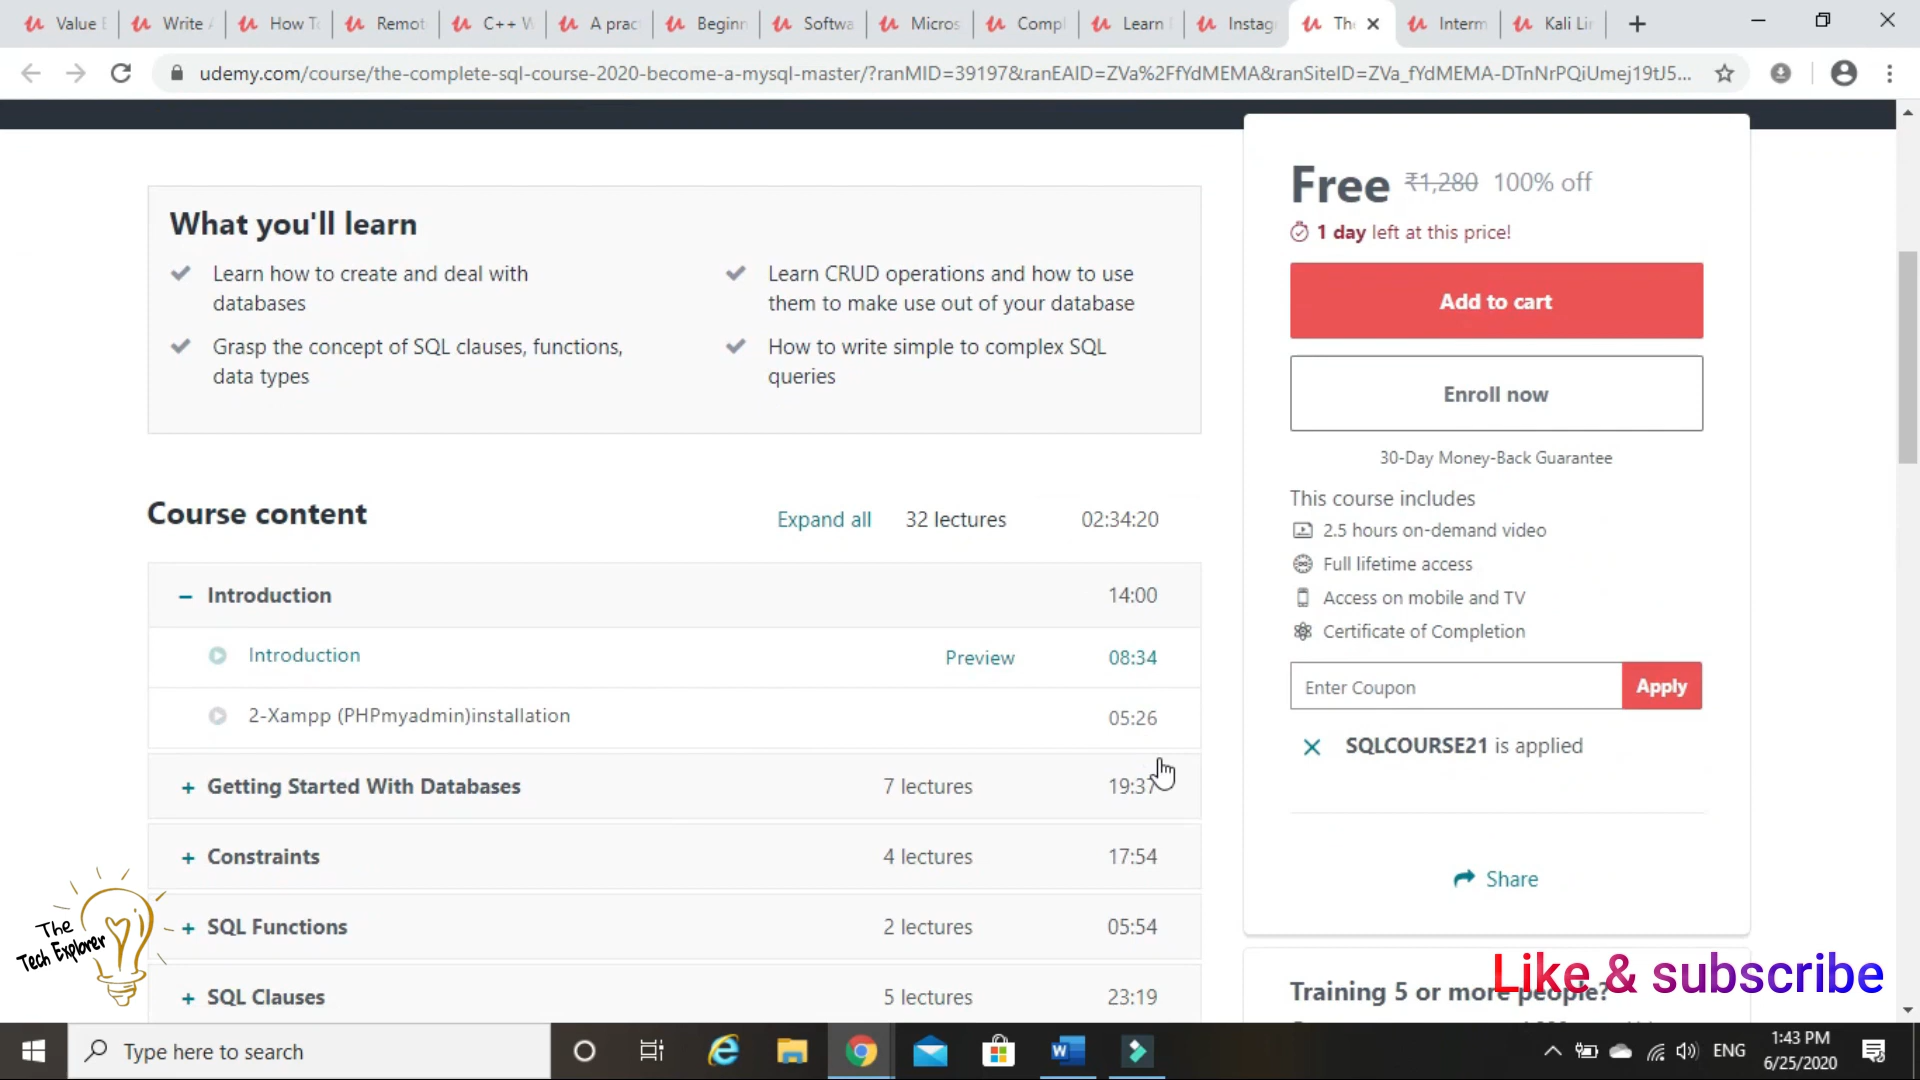 Value E
Write A
How To
Remot
C++ W
A prac
Beginn
Softwa
Micros
Compl
Learn
Instag
The
Interm
Kali Lin
udemy.com/course/the-complete-sql-course-2020-become-a-mysql-master/?ranMID=39197&ranEAID=ZVa%2FfYdMEMA&ranSiteID=ZVa_fYdMEMA-DTnNrPQiUmej19tJ5...
What you'll learn
Learn how to create and deal with
databases
Learn CRUD operations and how to use
them to make use out of your database
Grasp the concept of SQL clauses, functions,
data types
How to write simple to complex SQL
queries
Course content
Expand all 32 lectures 02:34:20
Introduction 14:00
Introduction Preview 08:34
2-Xampp (PHPmyadmin)installation 05:26
Getting Started With Databases 7 lectures 19:37
Constraints 4 lectures 17:54
SQL Functions 2 lectures 05:54
SQL Clauses 5 lectures 23:19
Free ₹1,280 100% off
1 day left at this price!
Add to cart
Enroll now
30-Day Money-Back Guarantee
This course includes
2.5 hours on-demand video
Full lifetime access
Access on mobile and TV
Certificate of Completion
Enter Coupon Apply
SQLCOURSE21 is applied
Share
Training 5 or more people?
The
Tech Explorer
Like & subscribe
Type here to search
ENG
1:43 PM
6/25/2020